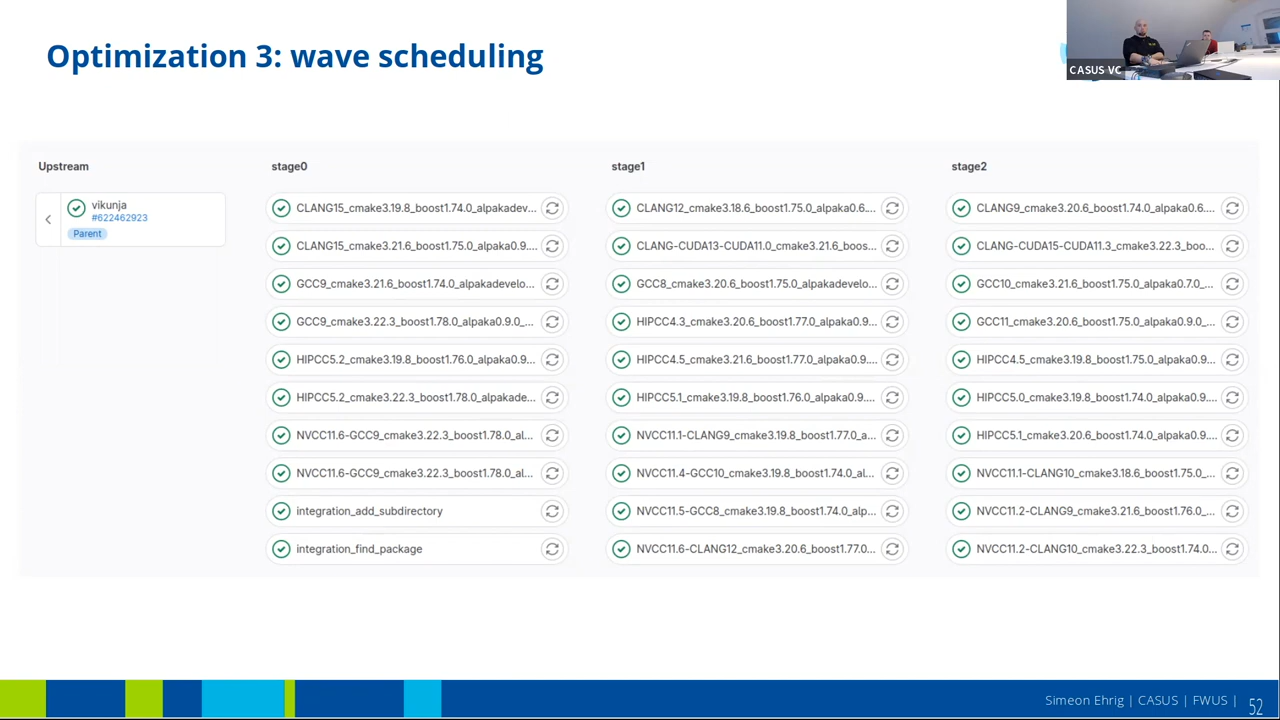 Optimization 3: wave scheduling
CASUS VC
Upstream
vikunja
#622462923
Parent
stage0
CLANG15_cmake3.19.8_boost1.74.0_alpakadev...
CLANG15_cmake3.21.6_boost1.75.0_alpaka0.9....
GCC9_cmake3.21.6_boost1.74.0_alpakadevelo...
GCC9_cmake3.22.3_boost1.78.0_alpaka0.9.0_...
HIPCC5.2_cmake3.19.8_boost1.76.0_alpaka0.9...
HIPCC5.2_cmake3.22.3_boost1.78.0_alpakade...
NVCC11.6-GCC9_cmake3.22.3_boost1.78.0_al...
NVCC11.6-GCC9_cmake3.22.3_boost1.78.0_al...
integration_add_subdirectory
integration_find_package
stage1
CLANG12_cmake3.18.6_boost1.75.0_alpaka0.6....
CLANG-CUDA13-CUDA11.0_cmake3.21.6_boos...
GCC8_cmake3.20.6_boost1.75.0_alpakadevelo...
HIPCC4.3_cmake3.20.6_boost1.77.0_alpaka0.9...
HIPCC4.5_cmake3.21.6_boost1.77.0_alpaka0.9....
HIPCC5.1_cmake3.19.8_boost1.76.0_alpaka0.9....
NVCC11.1-CLANG9_cmake3.19.8_boost1.77.0_a...
NVCC11.4-GCC10_cmake3.19.8_boost1.74.0_al...
NVCC11.5-GCC8_cmake3.19.8_boost1.74.0_alp...
NVCC11.6-CLANG12_cmake3.20.6_boost1.77.0...
stage2
CLANG9_cmake3.20.6_boost1.74.0_alpaka0.6....
CLANG-CUDA15-CUDA11.3_cmake3.22.3_boo...
GCC10_cmake3.21.6_boost1.75.0_alpaka0.7.0_...
GCC11_cmake3.20.6_boost1.75.0_alpaka0.9.0_...
HIPCC4.5_cmake3.19.8_boost1.75.0_alpaka0.9...
HIPCC5.0_cmake3.19.8_boost1.74.0_alpaka0.9....
HIPCC5.1_cmake3.20.6_boost1.74.0_alpaka0.9...
NVCC11.1-CLANG10_cmake3.18.6_boost1.75.0_...
NVCC11.2-CLANG9_cmake3.21.6_boost1.76.0_...
NVCC11.2-CLANG10_cmake3.22.3_boost1.74.0...
Simeon Ehrig | CASUS | FWUS |
52